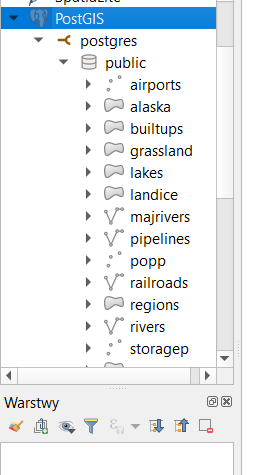 PostGIS
postgres
public
airports
alaska
builtups
grassland
lakes
landice
majrivers
pipelines
popp
railroads
regions
rivers
storagep
Warstwy